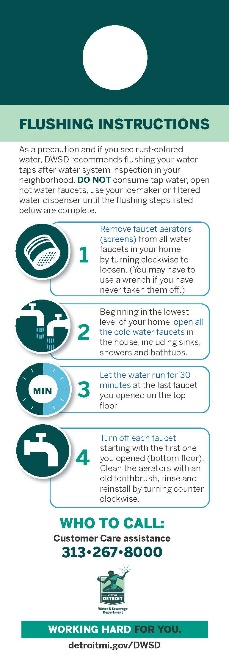 FLUSHING INSTRUCTIONS
As a precaution and if you see rust-colored
water, DWSD recommends flushing your water
taps after water system inspection in your
neighborhood. DO NOT consume tap water, open
hot water faucets, use your icemaker or filtered
water dispenser until the flushing steps listed
below are complete.
1
Remove faucet aerators
(screens) from all water
faucets in your home
by turning clockwise to
loosen. (You may have to
use a wrench if you have
never taken them off.)
2
Beginning in the lowest
level of your home, open all
the cold water faucets in
the house, including sinks,
showers and bathtubs.
MIN
3
Let the water run for 30
minutes at the last faucet
you opened on the top
floor.
4
Turn off each faucet
starting with the first one
you opened (bottom floor).
Clean the aerators with an
old toothbrush, rinse and
reinstall by turning counter
clockwise.
WHO TO CALL:
Customer Care assistance
313•267•8000
DETROIT
Water & Sewerage
Department
WORKING HARD FOR YOU.
detroitmi.gov/DWSD